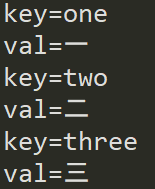 key=one
val=一
key=two
val=二
key=three
val=三